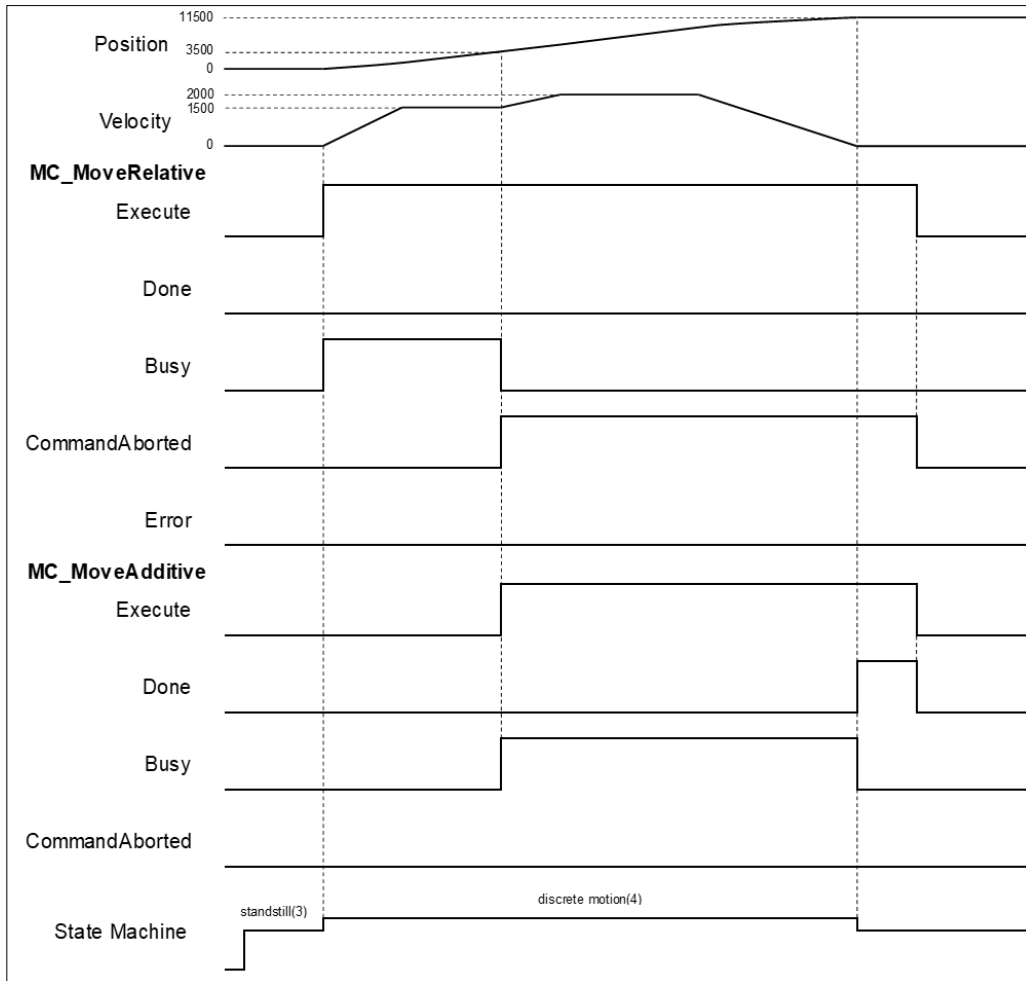 11500
Position
3500
0
2000
1500
Velocity
0
MC_MoveRelative
Execute
Done
Busy
CommandAborted
Error
MC_MoveAdditive
Execute
Done
Busy
CommandAborted
standstill(3)
discrete motion(4)
State Machine